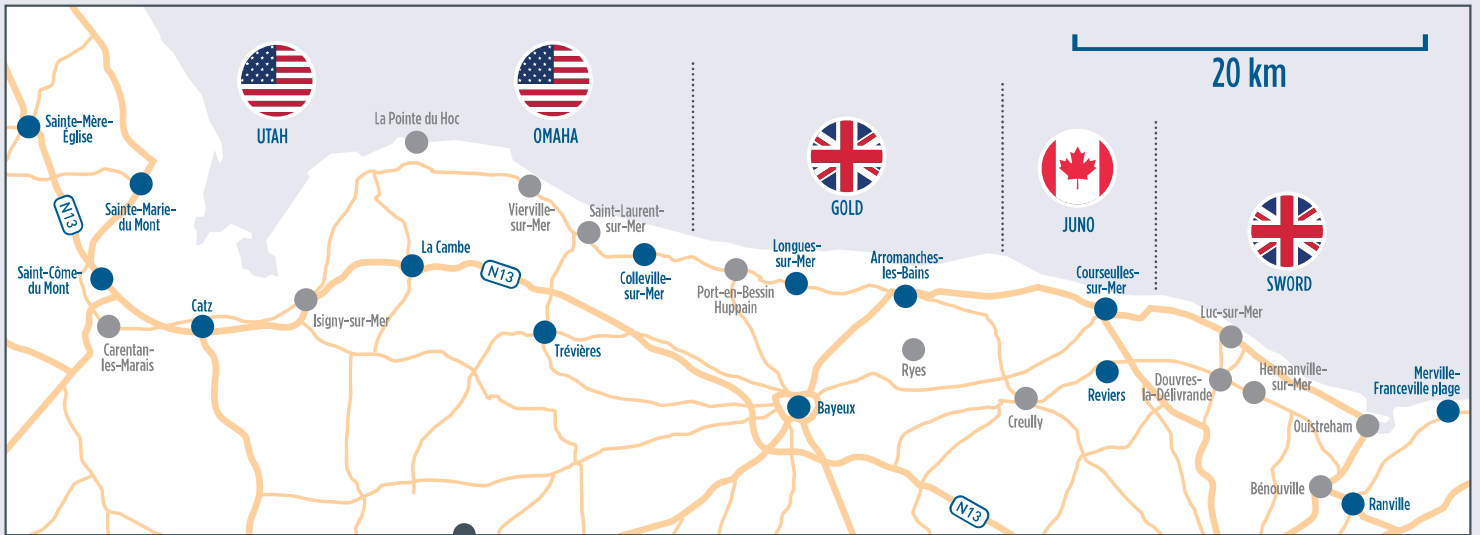 20 km
UTAH
OMAHA
GOLD
JUNO
SWORD
Sainte-Mère-
Église
Sainte-Marie-
du Mont
N13
Saint-Côme-
du Mont
Carentan-
les-Marais
Catz
Isigny-sur-Mer
La Pointe du Hoc
La Cambe
N13
Vierville-
sur-Mer
Saint-Laurent-
sur-Mer
Colleville-
sur-Mer
Trévières
Port-en-Bessin
Huppain
Longues-
sur-Mer
Arromanches-
les-Bains
Ryes
Bayeux
Creully
Courseulles-
sur-Mer
Reviers
Luc-sur-Mer
Douvres-
la-Délivrande
Hermanville-
sur-Mer
Merville-
Franceville plage
Ouistreham
Bénouville
Ranville
N13